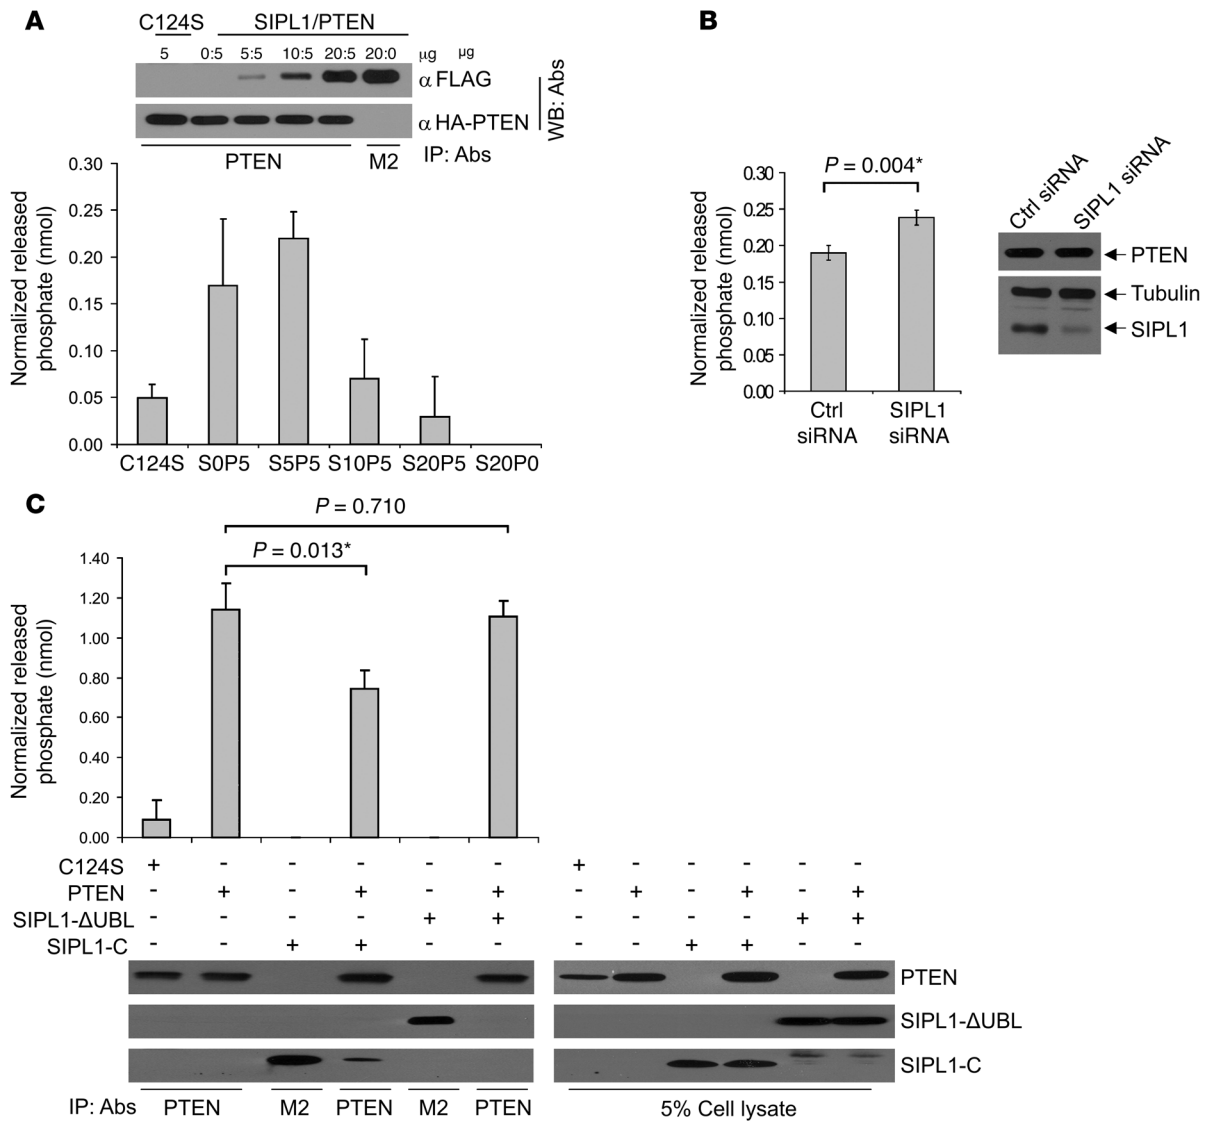 A
C124S SIPL1/PTEN
5 0:5 5:5 10:5 20:5 20:0 µg µg
α FLAG
α HA-PTEN
WB: Abs
PTEN M2 IP: Abs
Normalized released
phosphate (nmol)
0.30
0.25
0.20
0.15
0.10
0.05
0.00
C124S S0P5 S5P5 S10P5 S20P5 S20P0
B
P = 0.004*
Normalized released
phosphate (nmol)
0.30
0.25
0.20
0.15
0.10
0.05
0.00
Ctrl
siRNA
SIPL1
siRNA
Ctrl siRNA
SIPL1 siRNA
PTEN
Tubulin
SIPL1
C
P = 0.710
P = 0.013*
Normalized released
phosphate (nmol)
1.40
1.20
1.00
0.80
0.60
0.40
0.20
0.00
C124S + - - - - - + - - - - -
PTEN - + - + - + - + - + - +
SIPL1-ΔUBL - - - - + + - - - - + +
SIPL1-C - - + + - - - - + + - -
PTEN
SIPL1-ΔUBL
SIPL1-C
IP: Abs PTEN M2 PTEN M2 PTEN 5% Cell lysate